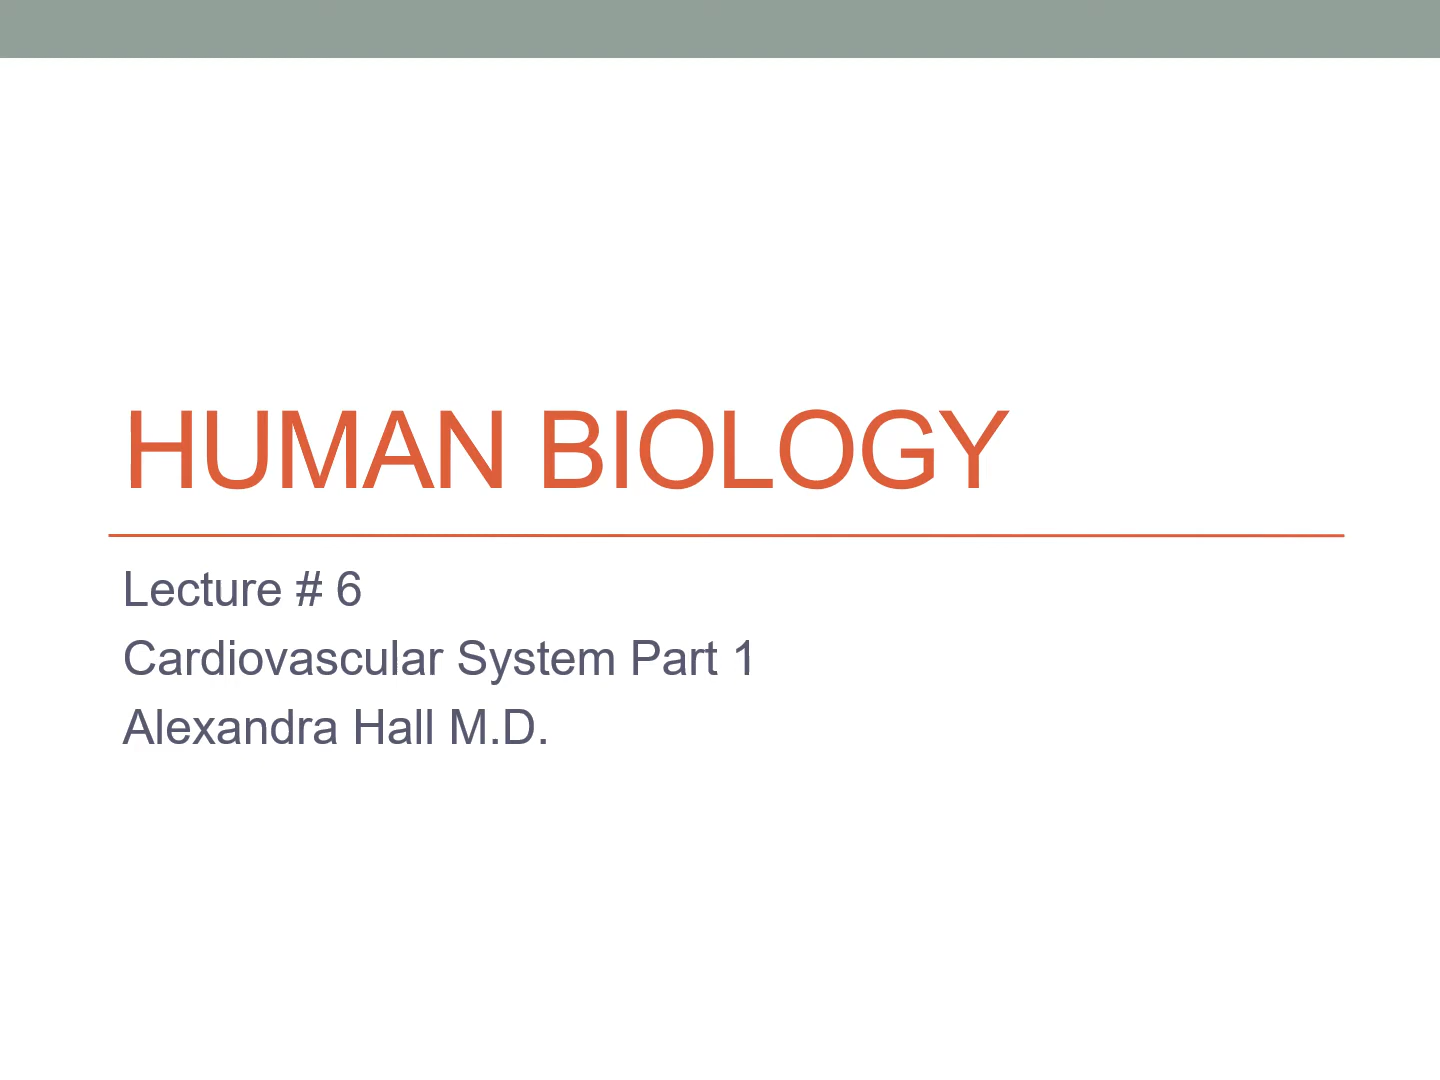 HUMAN BIOLOGY
Lecture # 6
Cardiovascular System Part 1
Alexandra Hall M.D.